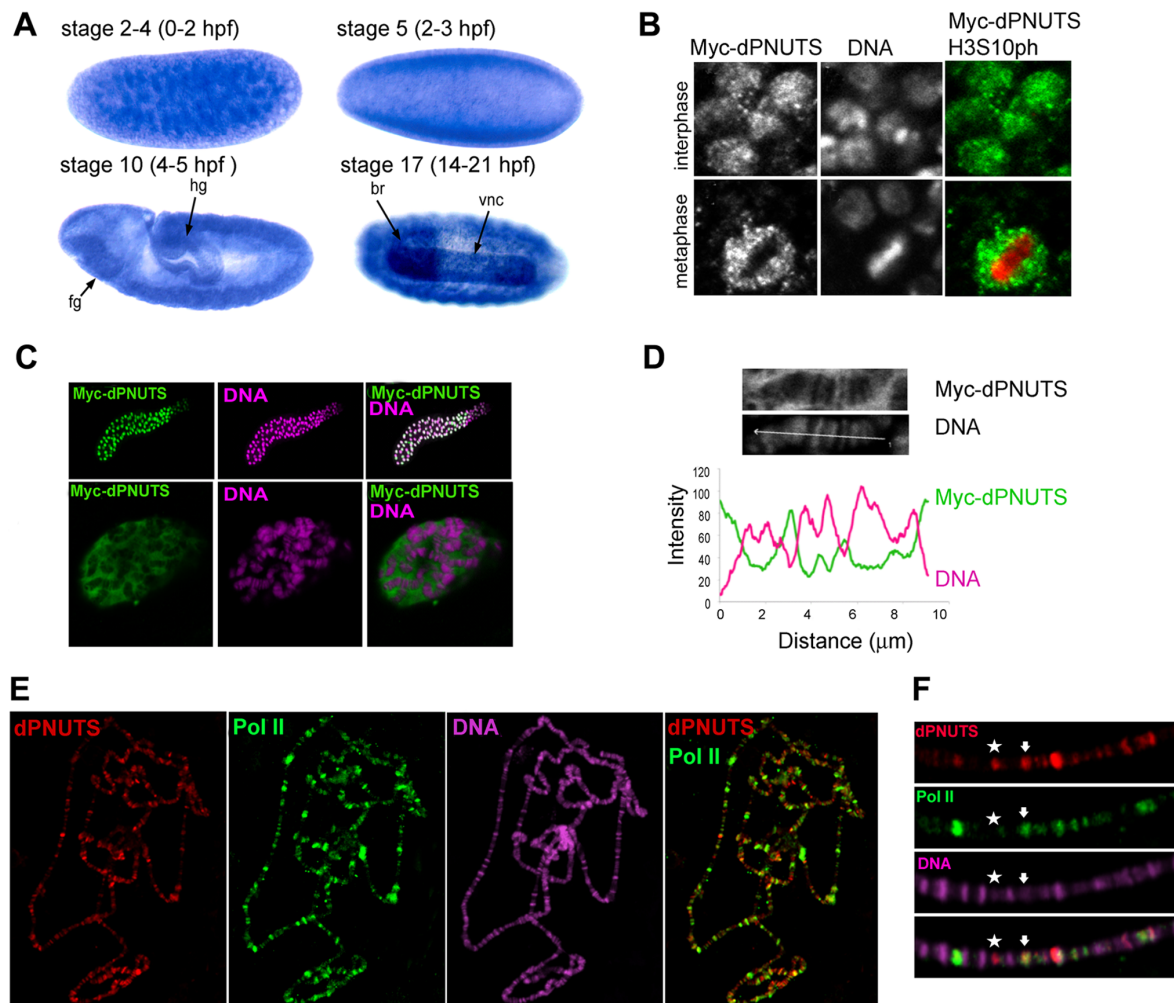 A
stage 2-4 (0-2 hpf)
stage 5 (2-3 hpf)
stage 10 (4-5 hpf )
hg
fg
stage 17 (14-21 hpf)
br
vnc
B
Myc-dPNUTS
DNA
Myc-dPNUTS
H3S10ph
interphase
metaphase
C
Myc-dPNUTS
DNA
Myc-dPNUTS
DNA
Myc-dPNUTS
DNA
Myc-dPNUTS
DNA
D
Myc-dPNUTS
DNA
Intensity
120
100
80
60
40
20
0
0 2 4 6 8 10
Distance (μm)
Myc-dPNUTS
DNA
E
dPNUTS
Pol II
DNA
dPNUTS
Pol II
F
dPNUTS
Pol II
DNA